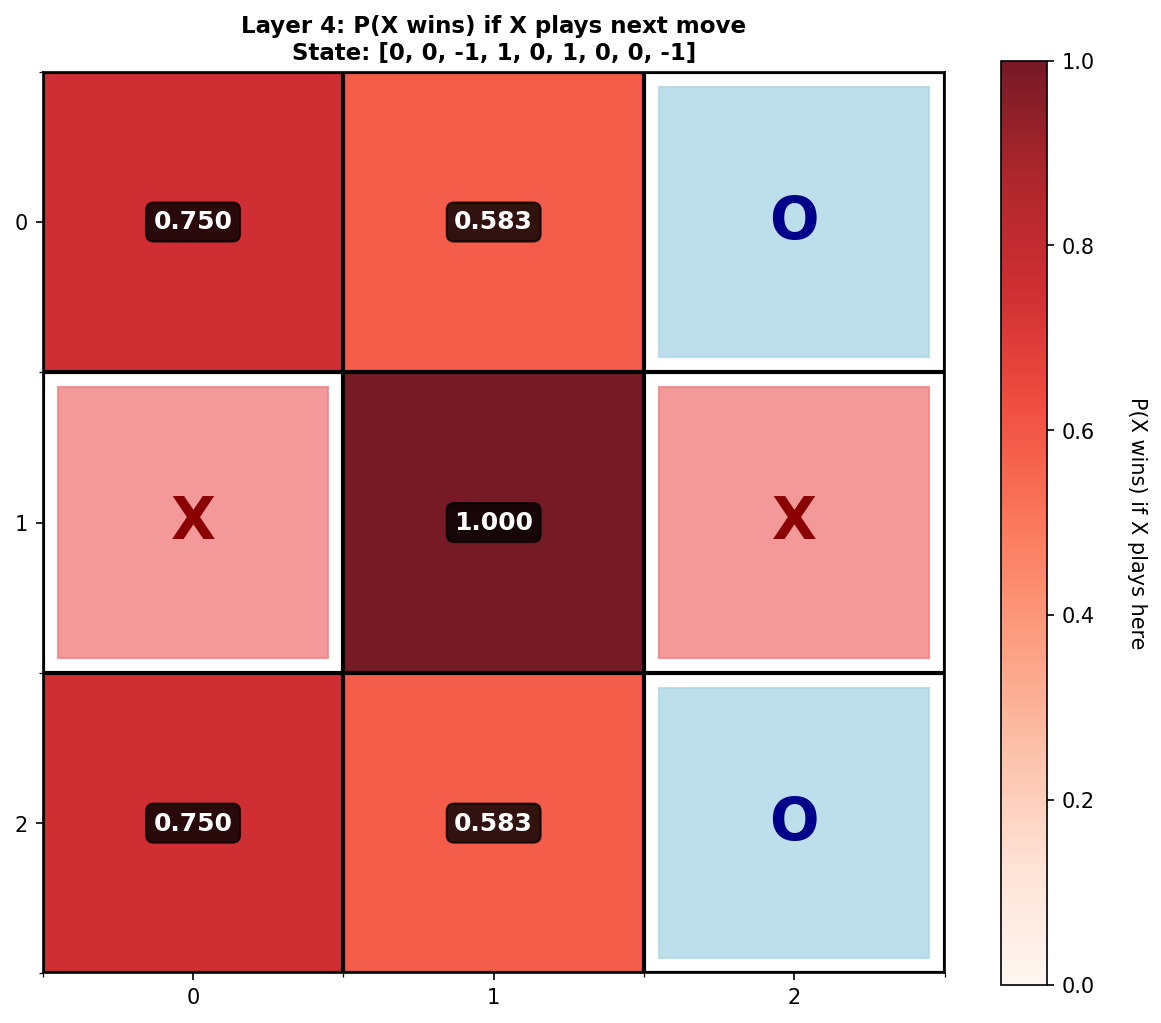 Layer 4: P(X wins) if X plays next move
State: [0, 0, -1, 1, 0, 1, 0, 0, -1]
0
0.750
0.583
O
1
X
1.000
X
2
0.750
0.583
O
0
1
2
1.0
0.8
0.6
0.4
0.2
0.0
P(X wins) if X plays here